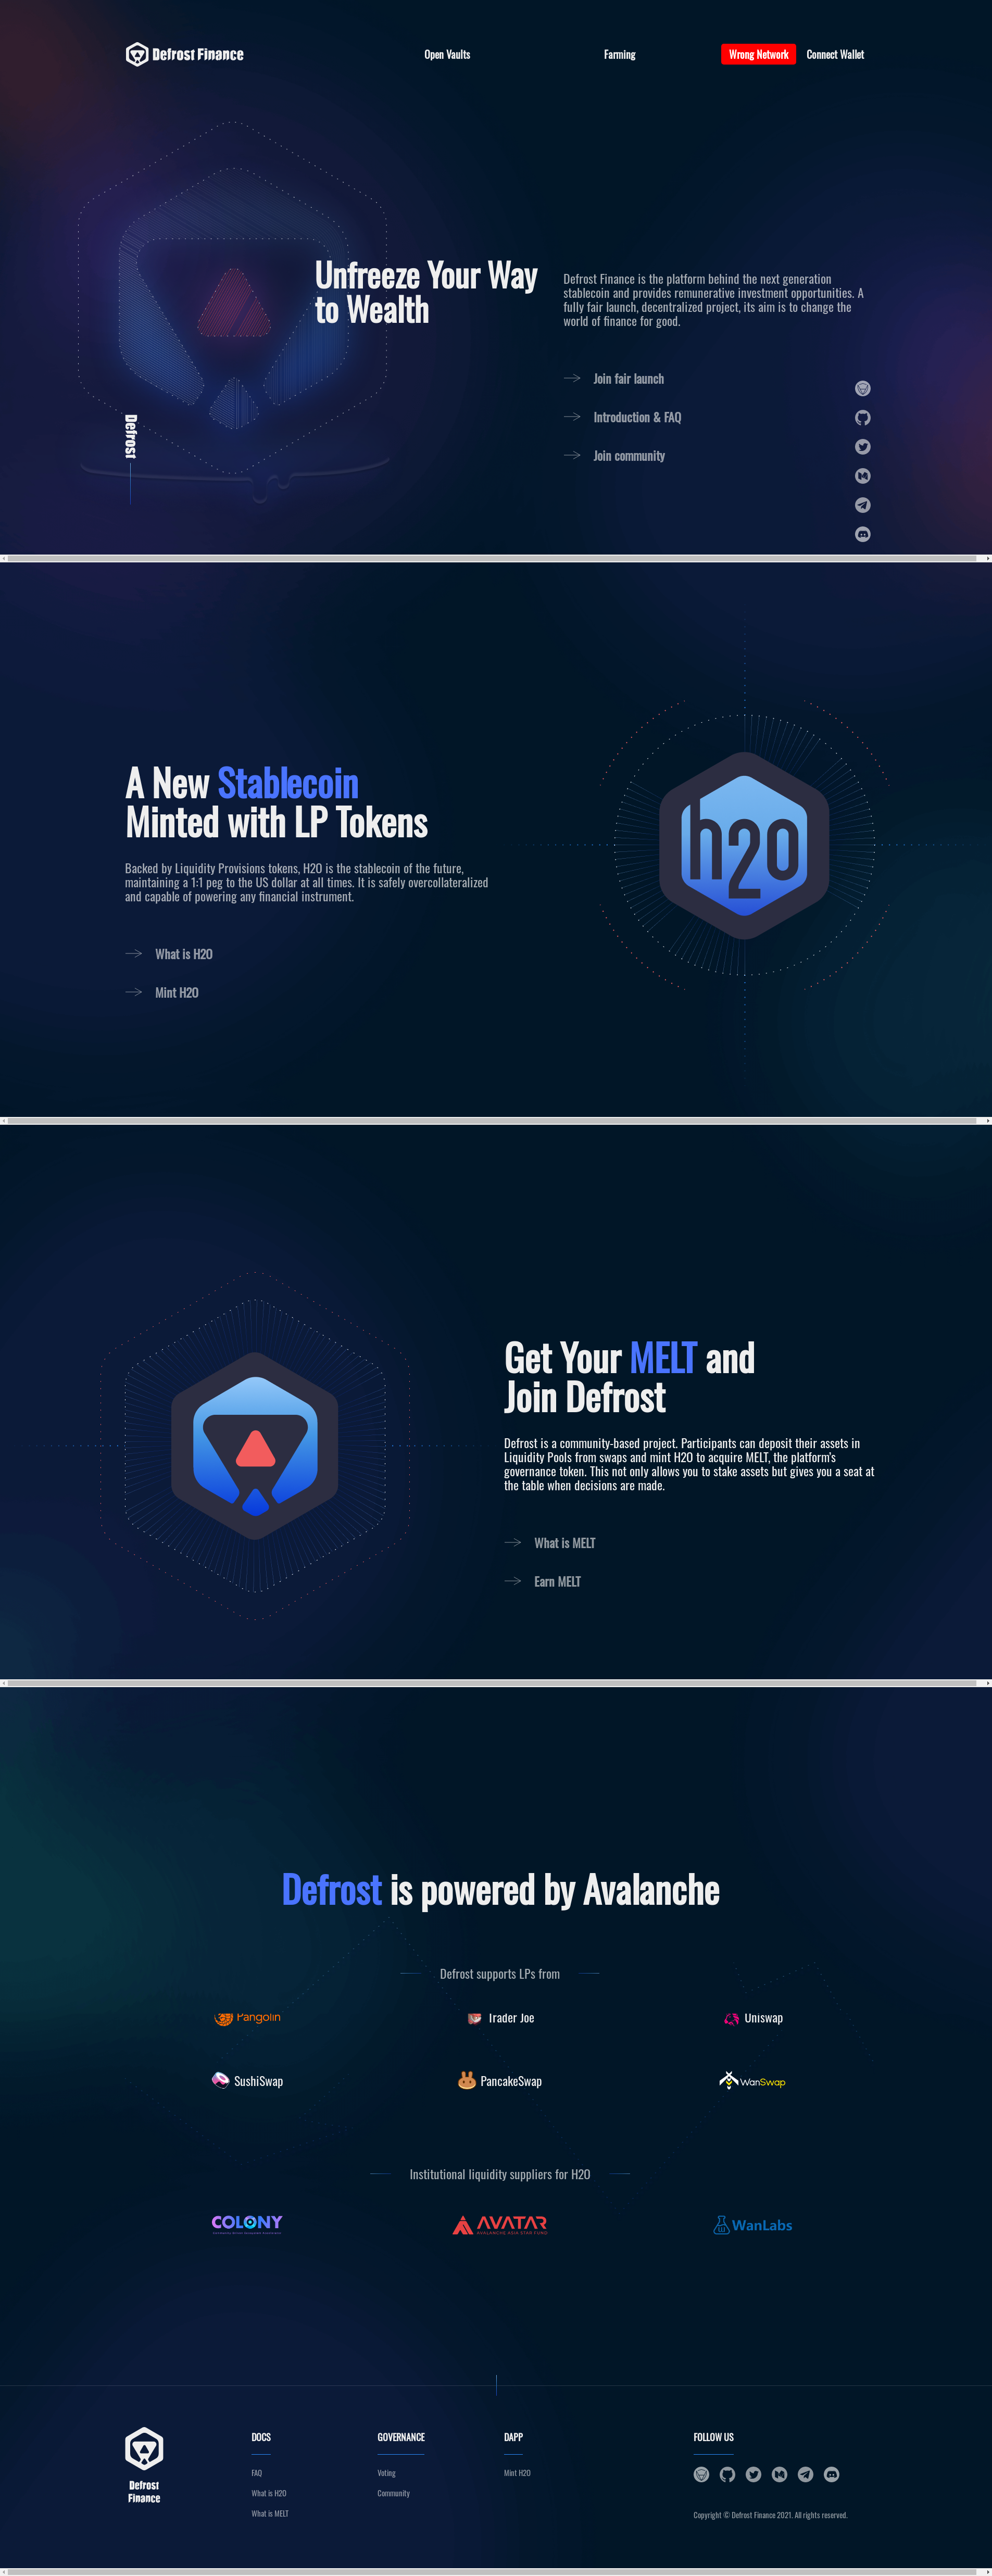 Defrost Finance
Open Vaults
Farming
Wrong Network
Connect Wallet
Unfreeze Your Way
to Wealth
Defrost Finance is the platform behind the next generation
stablecoin and provides remunerative investment opportunities. A
fully fair launch, decentralized project, its aim is to change the
world of finance for good.
Join fair launch
Introduction & FAQ
Join community
Defrost
A New Stablecoin
Minted with LP Tokens
Backed by Liquidity Provisions tokens, H2O is the stablecoin of the future,
maintaining a 1:1 peg to the US dollar at all times. It is safely overcollateralized
and capable of powering any financial instrument.
What is H2O
Mint H2O
h2o
Get Your MELT and
Join Defrost
Defrost is a community-based project. Participants can deposit their assets in
Liquidity Pools from swaps and mint H2O to acquire MELT, the platform's
governance token. This not only allows you to stake assets but gives you a seat at
the table when decisions are made.
What is MELT
Earn MELT
Defrost is powered by Avalanche
Defrost supports LPs from
Pangolin
Trader Joe
Uniswap
SushiSwap
PancakeSwap
WanSwap
Institutional liquidity suppliers for H2O
COLONY
AVATAR
AVALANCHE ASIA STAR FUND
WanLabs
Defrost
Finance
DOCS
FAQ
What is H2O
What is MELT
GOVERNANCE
Voting
Community
DAPP
Mint H2O
FOLLOW US
Copyright © Defrost Finance 2021. All rights reserved.